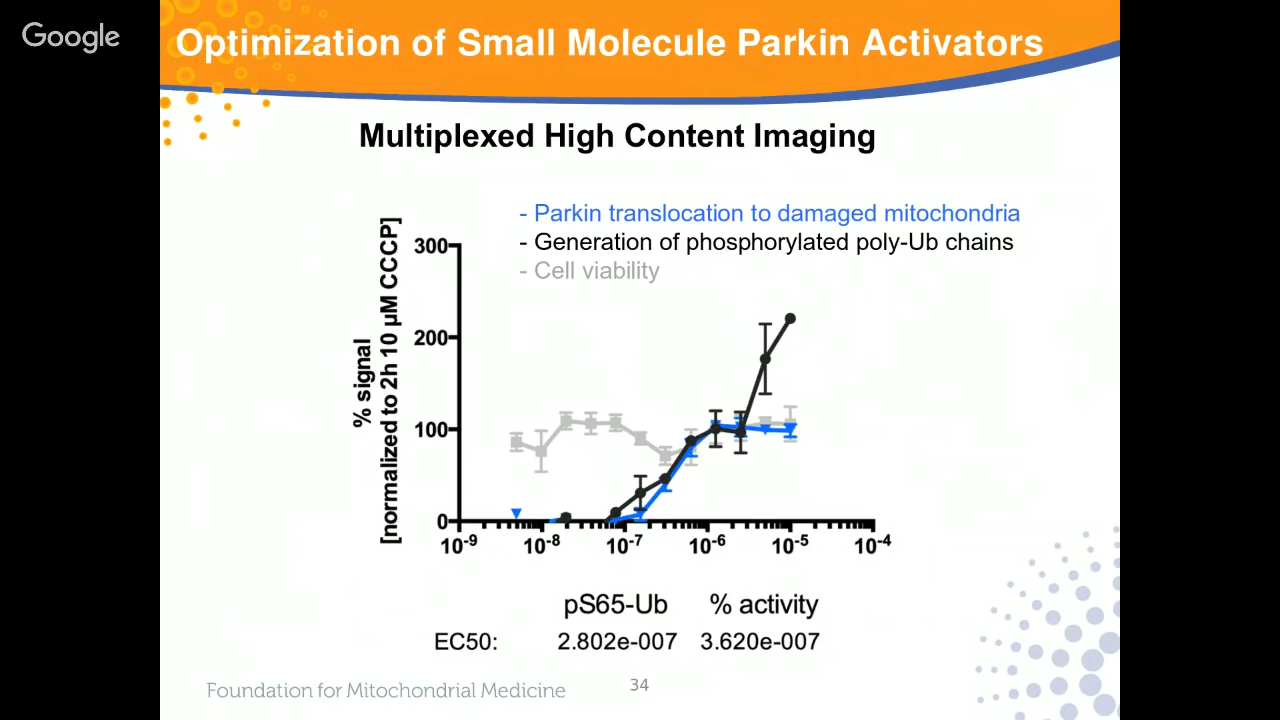 Google
Optimization of Small Molecule Parkin Activators
Multiplexed High Content Imaging
- Parkin translocation to damaged mitochondria
- Generation of phosphorylated poly-Ub chains
- Cell viability
% signal
[normalized to 2h 10 µM CCCP]
300
200
100
0
10-9 10-8 10-7 10-6 10-5 10-4
pS65-Ub % activity
EC50: 2.802e-007 3.620e-007
Foundation for Mitochondrial Medicine 34